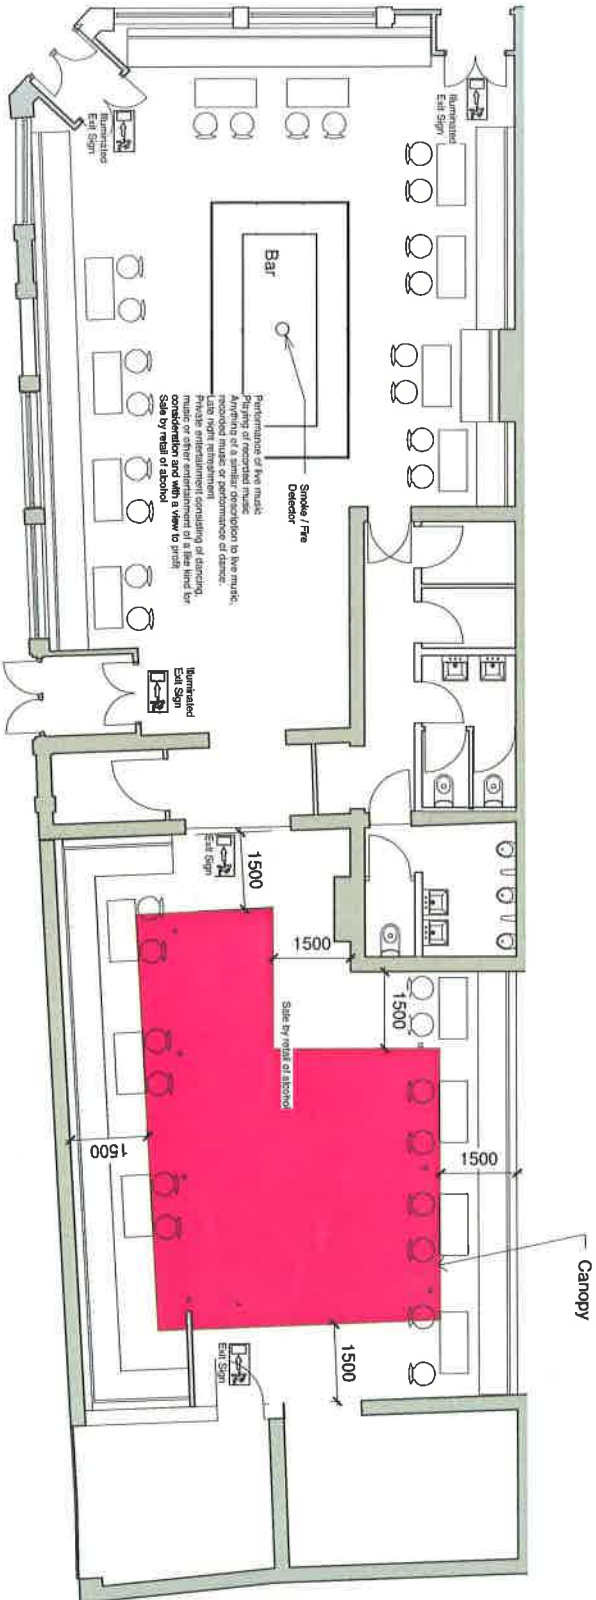 Illuminated
Exit Sign
Illuminated
Exit Sign
Bar
Smoke / Fire
Detector
Performance of live music
Playing of recorded music
Anything of a similar description to live music,
recorded music or performance of dance.
Late night refreshment
Private entertainment consisting of dancing,
music or other entertainment of a like kind for
consideration and with a view to profit
Sale by retail of alcohol
Illuminated
Exit Sign
Exit Sign
1500
1500
1500
Sale by retail of alcohol
1500
1500
Canopy
1500
Exit Sign